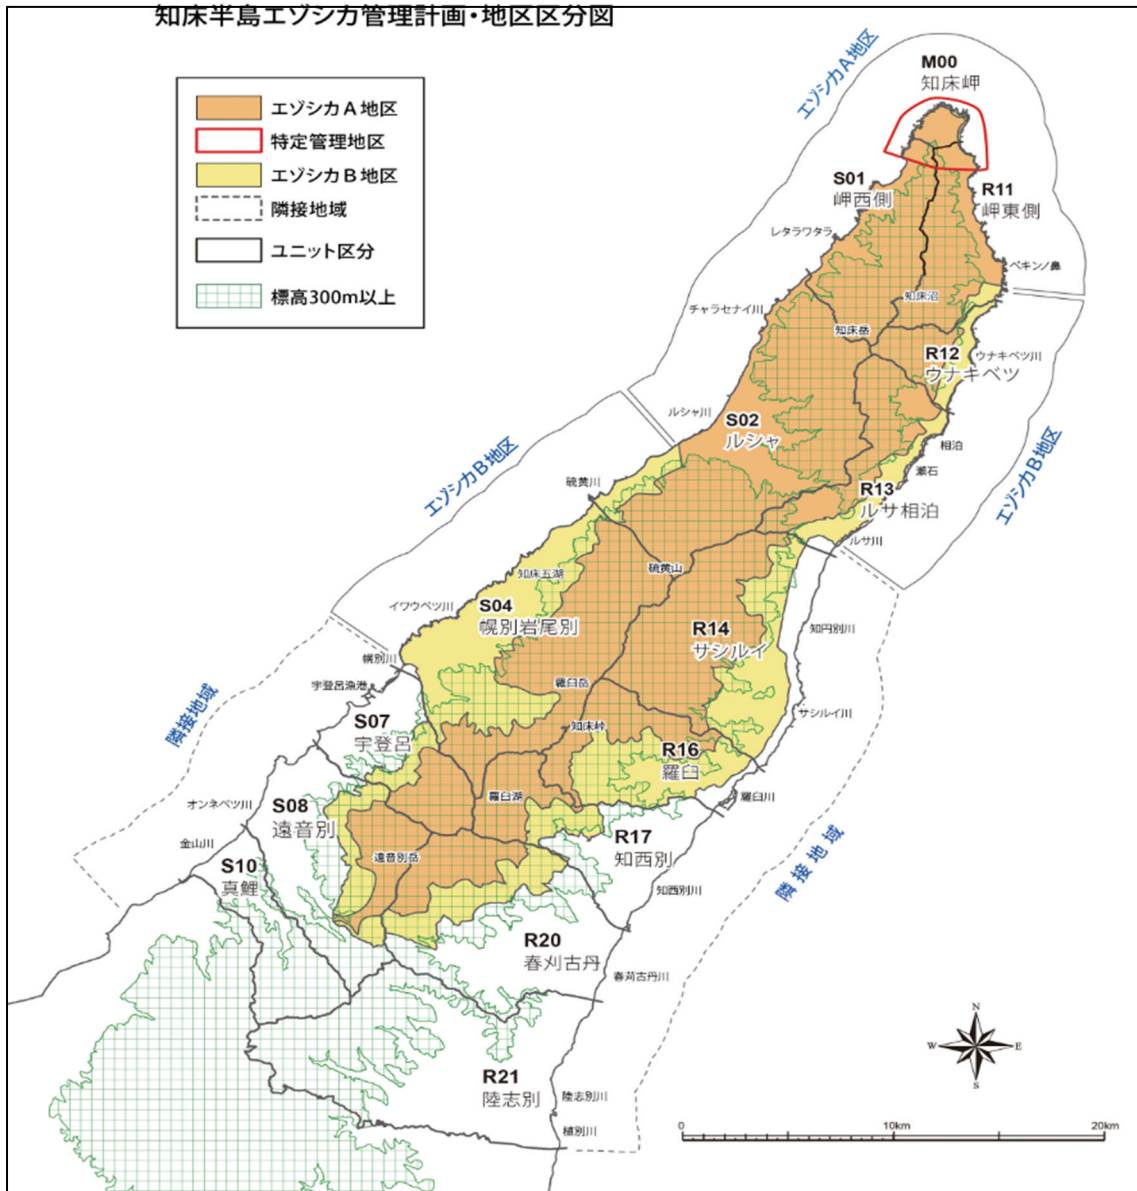 知床半島エゾシカ管理計画・地区区分図
エゾシカA地区
特定管理地区
エゾシカB地区
隣接地域
ユニット区分
標高300m以上
エゾシカA地区
M00
知床岬
S01
岬西側
R11
岬東側
レタラワタラ
ペキンノ鼻
知床沼
チャラセナイ川
知床岳
R12
ウナキベツ
ウナキベツ川
ルシャ川
S02
ルシャ
相泊
瀬石
エゾシカB地区
エゾシカB地区
硫黄川
R13
ルサ相泊
ルサ川
知床五湖
硫黄山
イワウベツ川
S04
幌別岩尾別
R14
サシルイ
知円別川
幌別川
宇登呂漁港
羅臼岳
隣接地域
S07
宇登呂
知床峠
サシルイ川
R16
羅臼
オンネベツ川
S08
遠音別
羅臼湖
羅臼川
金山川
R17
知西別
隣接地域
遠音別岳
S10
真鯉
知西別川
R20
春刈古丹
春苅古丹川
R21
陸志別
陸志別川
植別川
N
W
E
S
0
10km
20km